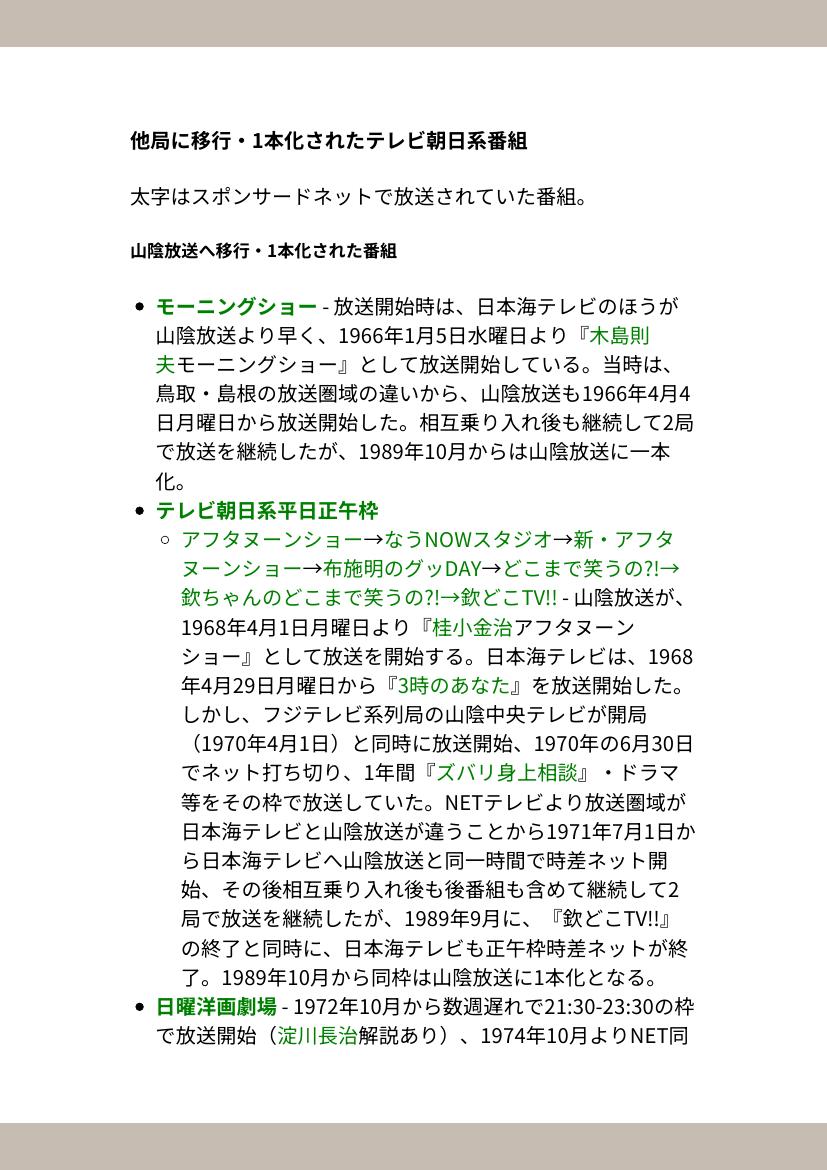 他局に移行・1本化されたテレビ朝日系番組
太字はスポンサードネットで放送されていた番組。
山陰放送へ移行・1本化された番組
モーニングショー - 放送開始時は、日本海テレビのほうが
山陰放送より早く、1966年1月5日水曜日より『木島則
夫モーニングショー』として放送開始している。当時は、
鳥取・島根の放送圏域の違いから、山陰放送も1966年4月4
日月曜日から放送開始した。相互乗り入れ後も継続して2局
で放送を継続したが、1989年10月からは山陰放送に一本
化。
テレビ朝日系平日正午枠
アフタヌーンショー→なうNOWスタジオ→新・アフタ
ヌーンショー→布施明のグッDAY→どこまで笑うの?!→
欽ちゃんのどこまで笑うの?!→欽どこTV!! - 山陰放送が、
1968年4月1日月曜日より『桂小金治アフタヌーン
ショー』として放送を開始する。日本海テレビは、1968
年4月29日月曜日から『3時のあなた』を放送開始した。
しかし、フジテレビ系列局の山陰中央テレビが開局
（1970年4月1日）と同時に放送開始、1970年の6月30日
でネット打ち切り、1年間『ズバリ身上相談』・ドラマ
等をその枠で放送していた。NETテレビより放送圏域が
日本海テレビと山陰放送が違うことから1971年7月1日か
ら日本海テレビへ山陰放送と同一時間で時差ネット開
始、その後相互乗り入れ後も後番組も含めて継続して2
局で放送を継続したが、1989年9月に、『欽どこTV!!』
の終了と同時に、日本海テレビも正午枠時差ネットが終
了。1989年10月から同枠は山陰放送に1本化となる。
日曜洋画劇場 - 1972年10月から数週遅れで21:30-23:30の枠
で放送開始（淀川長治解説あり）、1974年10月よりNET同